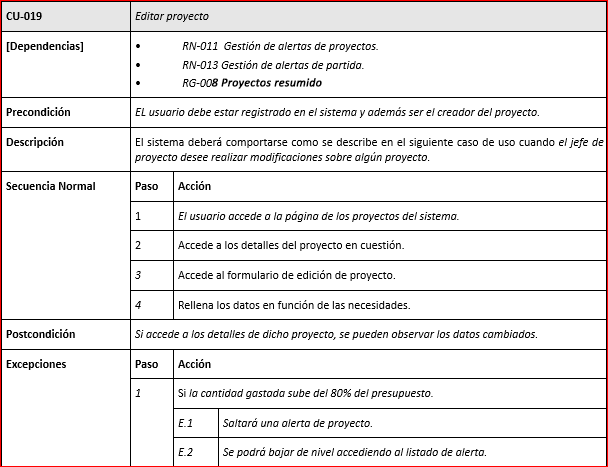 CU-019 Editar proyecto
[Dependencias] • RN-011 Gestión de alertas de proyectos.
• RN-013 Gestión de alertas de partida.
• RG-008 Proyectos resumido
Precondición EL usuario debe estar registrado en el sistema y además ser el creador del proyecto.
Descripción El sistema deberá comportarse como se describe en el siguiente caso de uso cuando el jefe de
proyecto desee realizar modificaciones sobre algún proyecto.
Secuencia Normal Paso Acción
1 El usuario accede a la página de los proyectos del sistema.
2 Accede a los detalles del proyecto en cuestión.
3 Accede al formulario de edición de proyecto.
4 Rellena los datos en función de las necesidades.
Postcondición Si accede a los detalles de dicho proyecto, se pueden observar los datos cambiados.
Excepciones Paso Acción
1 Si la cantidad gastada sube del 80% del presupuesto.
E.1 Saltará una alerta de proyecto.
E.2 Se podrá bajar de nivel accediendo al listado de alerta.